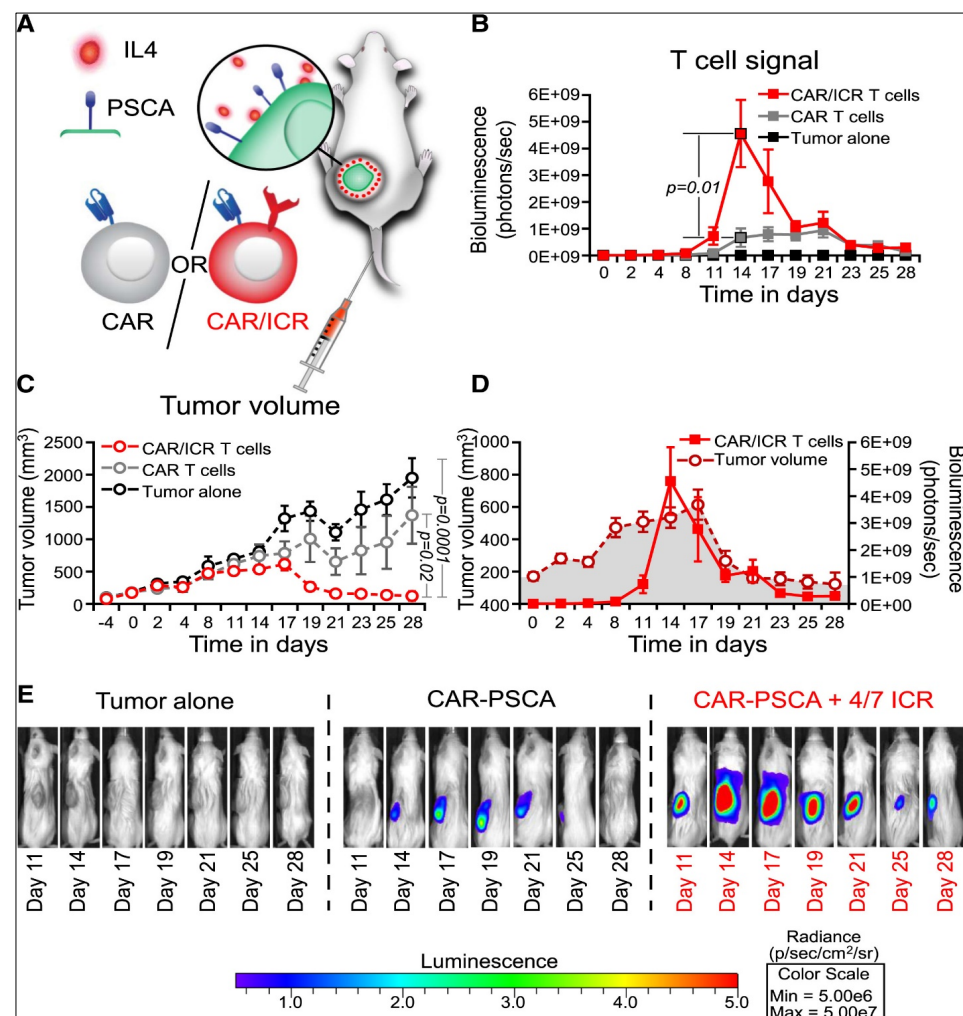 A
IL4
PSCA
OR
CAR
CAR/ICR
B
T cell signal
Bioluminescence
(photons/sec)
6E+09
5E+09
4E+09
3E+09
2E+09
1E+09
0E+09
CAR/ICR T cells
CAR T cells
Tumor alone
p=0.01
0 2 4 8 11 14 17 19 21 23 25 28
Time in days
C
Tumor volume
Tumor volume (mm3)
2500
2000
1500
1000
500
0
CAR/ICR T cells
CAR T cells
Tumor alone
p=0.02
p=0.0001
-4 0 2 4 8 11 14 17 19 21 23 25 28
Time in days
D
Tumor volume (mm3)
1000
800
600
400
200
400
CAR/ICR T cells
Tumor volume
6E+09
5E+09
4E+09
3E+09
2E+09
1E+09
0E+00
Bioluminescence
(photons/sec)
0 2 4 8 11 14 17 19 21 23 25 28
Time in days
E
Tumor alone
CAR-PSCA
CAR-PSCA + 4/7 ICR
Day 11 Day 14 Day 17 Day 19 Day 21 Day 25 Day 28
Day 11 Day 14 Day 17 Day 19 Day 21 Day 25 Day 28
Day 11 Day 14 Day 17 Day 19 Day 21 Day 25 Day 28
Luminescence
1.0 2.0 3.0 4.0 5.0
Radiance
(p/sec/cm2/sr)
Color Scale
Min = 5.00e6
Max = 5.00e7